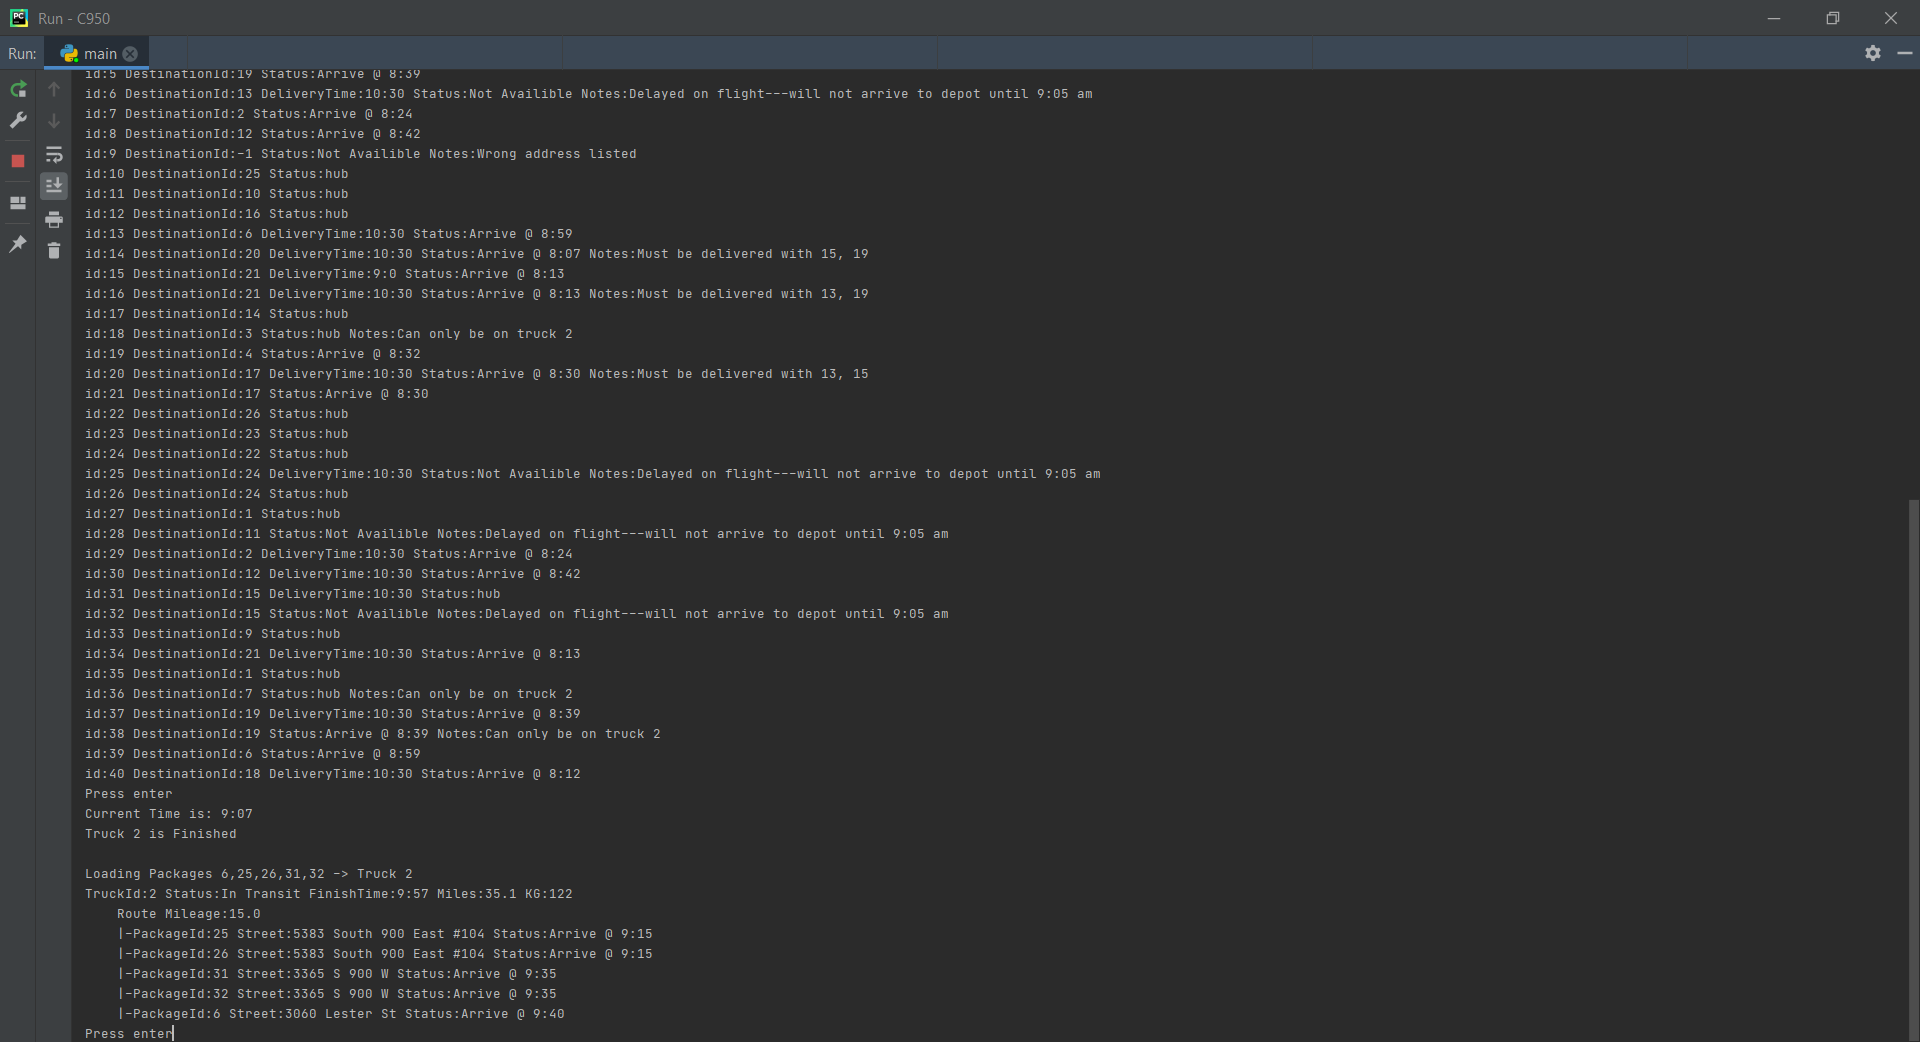 Run - C950
Run: main
id:5 DestinationId:19 Status:Arrive @ 8:39
id:6 DestinationId:13 DeliveryTime:10:30 Status:Not Availible Notes:Delayed on flight---will not arrive to depot until 9:05 am
id:7 DestinationId:2 Status:Arrive @ 8:24
id:8 DestinationId:12 Status:Arrive @ 8:42
id:9 DestinationId:-1 Status:Not Availible Notes:Wrong address listed
id:10 DestinationId:25 Status:hub
id:11 DestinationId:10 Status:hub
id:12 DestinationId:16 Status:hub
id:13 DestinationId:6 DeliveryTime:10:30 Status:Arrive @ 8:59
id:14 DestinationId:20 DeliveryTime:10:30 Status:Arrive @ 8:07 Notes:Must be delivered with 15, 19
id:15 DestinationId:21 DeliveryTime:9:0 Status:Arrive @ 8:13
id:16 DestinationId:21 DeliveryTime:10:30 Status:Arrive @ 8:13 Notes:Must be delivered with 13, 19
id:17 DestinationId:14 Status:hub
id:18 DestinationId:3 Status:hub Notes:Can only be on truck 2
id:19 DestinationId:4 Status:Arrive @ 8:32
id:20 DestinationId:17 DeliveryTime:10:30 Status:Arrive @ 8:30 Notes:Must be delivered with 13, 15
id:21 DestinationId:17 Status:Arrive @ 8:30
id:22 DestinationId:26 Status:hub
id:23 DestinationId:23 Status:hub
id:24 DestinationId:22 Status:hub
id:25 DestinationId:24 DeliveryTime:10:30 Status:Not Availible Notes:Delayed on flight---will not arrive to depot until 9:05 am
id:26 DestinationId:24 Status:hub
id:27 DestinationId:1 Status:hub
id:28 DestinationId:11 Status:Not Availible Notes:Delayed on flight---will not arrive to depot until 9:05 am
id:29 DestinationId:2 DeliveryTime:10:30 Status:Arrive @ 8:24
id:30 DestinationId:12 DeliveryTime:10:30 Status:Arrive @ 8:42
id:31 DestinationId:15 DeliveryTime:10:30 Status:hub
id:32 DestinationId:15 Status:Not Availible Notes:Delayed on flight---will not arrive to depot until 9:05 am
id:33 DestinationId:9 Status:hub
id:34 DestinationId:21 DeliveryTime:10:30 Status:Arrive @ 8:13
id:35 DestinationId:1 Status:hub
id:36 DestinationId:7 Status:hub Notes:Can only be on truck 2
id:37 DestinationId:19 DeliveryTime:10:30 Status:Arrive @ 8:39
id:38 DestinationId:19 Status:Arrive @ 8:39 Notes:Can only be on truck 2
id:39 DestinationId:6 Status:Arrive @ 8:59
id:40 DestinationId:18 DeliveryTime:10:30 Status:Arrive @ 8:12
Press enter
Current Time is: 9:07
Truck 2 is Finished
Loading Packages 6,25,26,31,32 -> Truck 2
TruckId:2 Status:In Transit FinishTime:9:57 Miles:35.1 KG:122
Route Mileage:15.0
|-PackageId:25 Street:5383 South 900 East #104 Status:Arrive @ 9:15
|-PackageId:26 Street:5383 South 900 East #104 Status:Arrive @ 9:15
|-PackageId:31 Street:3365 S 900 W Status:Arrive @ 9:35
|-PackageId:32 Street:3365 S 900 W Status:Arrive @ 9:35
|-PackageId:6 Street:3060 Lester St Status:Arrive @ 9:40
Press enter